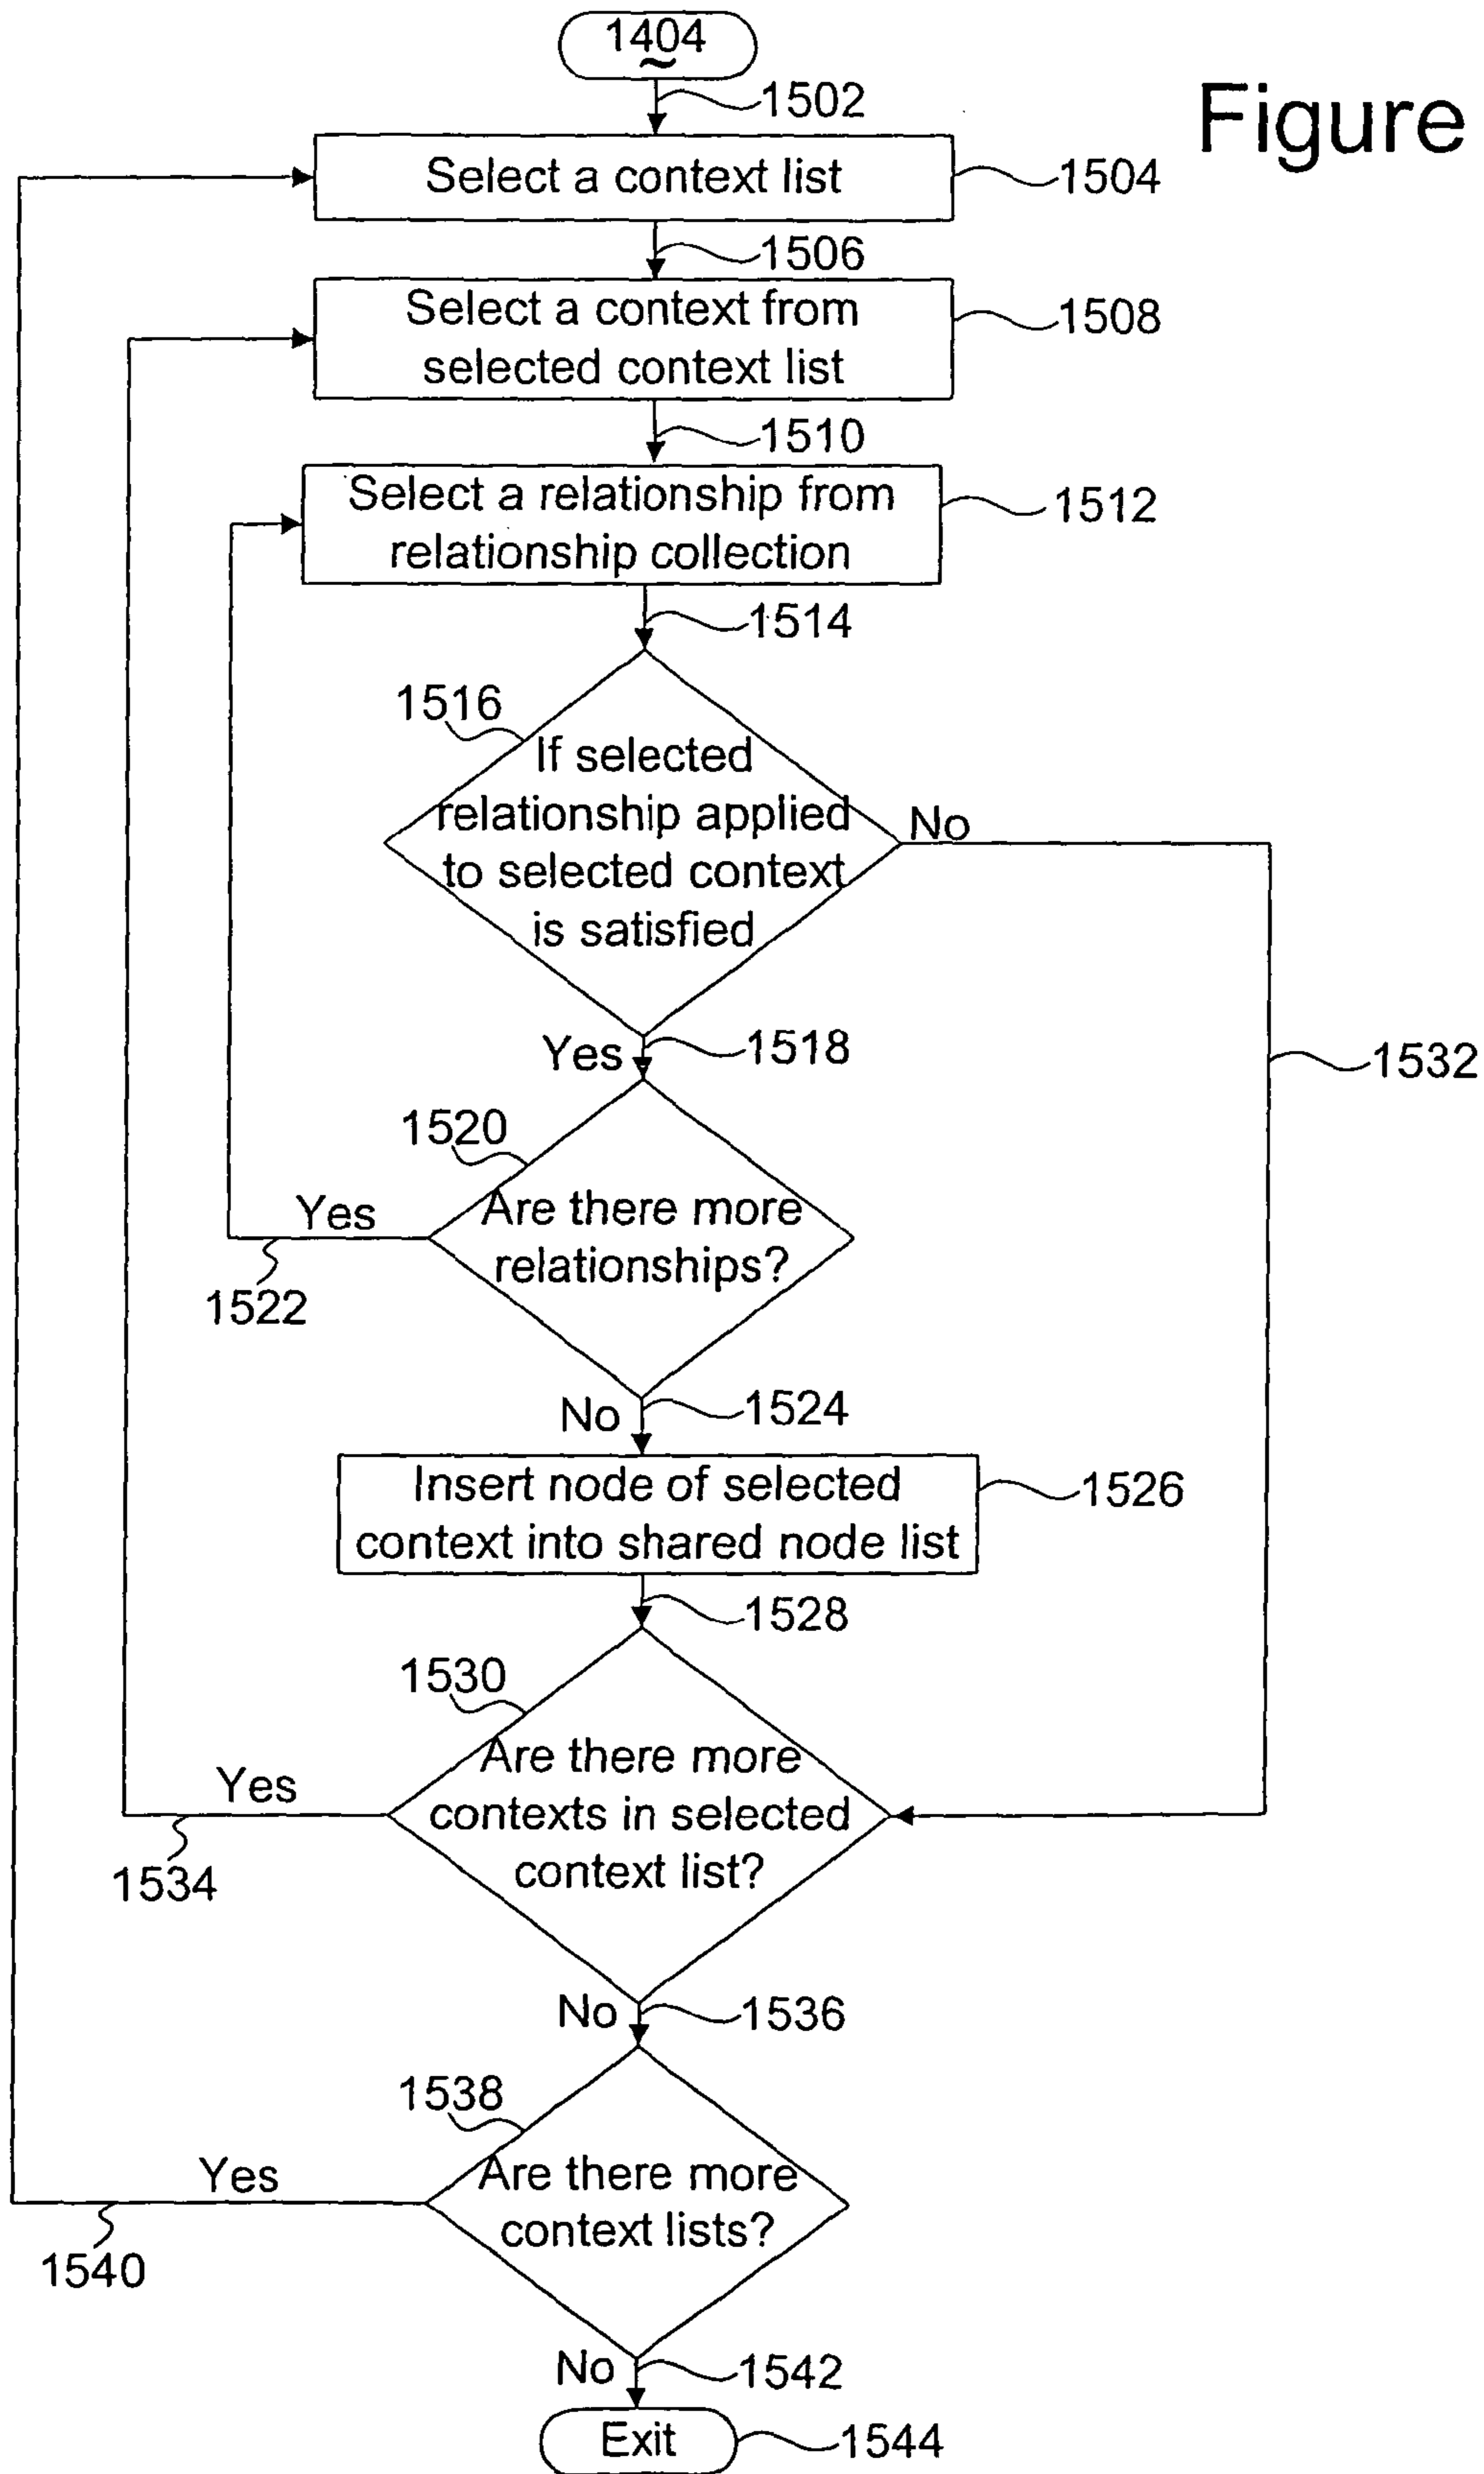 1404
1502
Figure
Select a context list
1504
1506
Select a context from
selected context list
1508
1510
Select a relationship from
relationship collection
1512
1514
1516
If selected
relationship applied
to selected context
is satisfied
No
1532
Yes
1518
1520
Are there more
relationships?
Yes
1522
No
1524
Insert node of selected
context into shared node list
1526
1528
1530
Are there more
contexts in selected
context list?
Yes
1534
No
1536
1538
Are there more
context lists?
Yes
1540
No
1542
Exit
1544